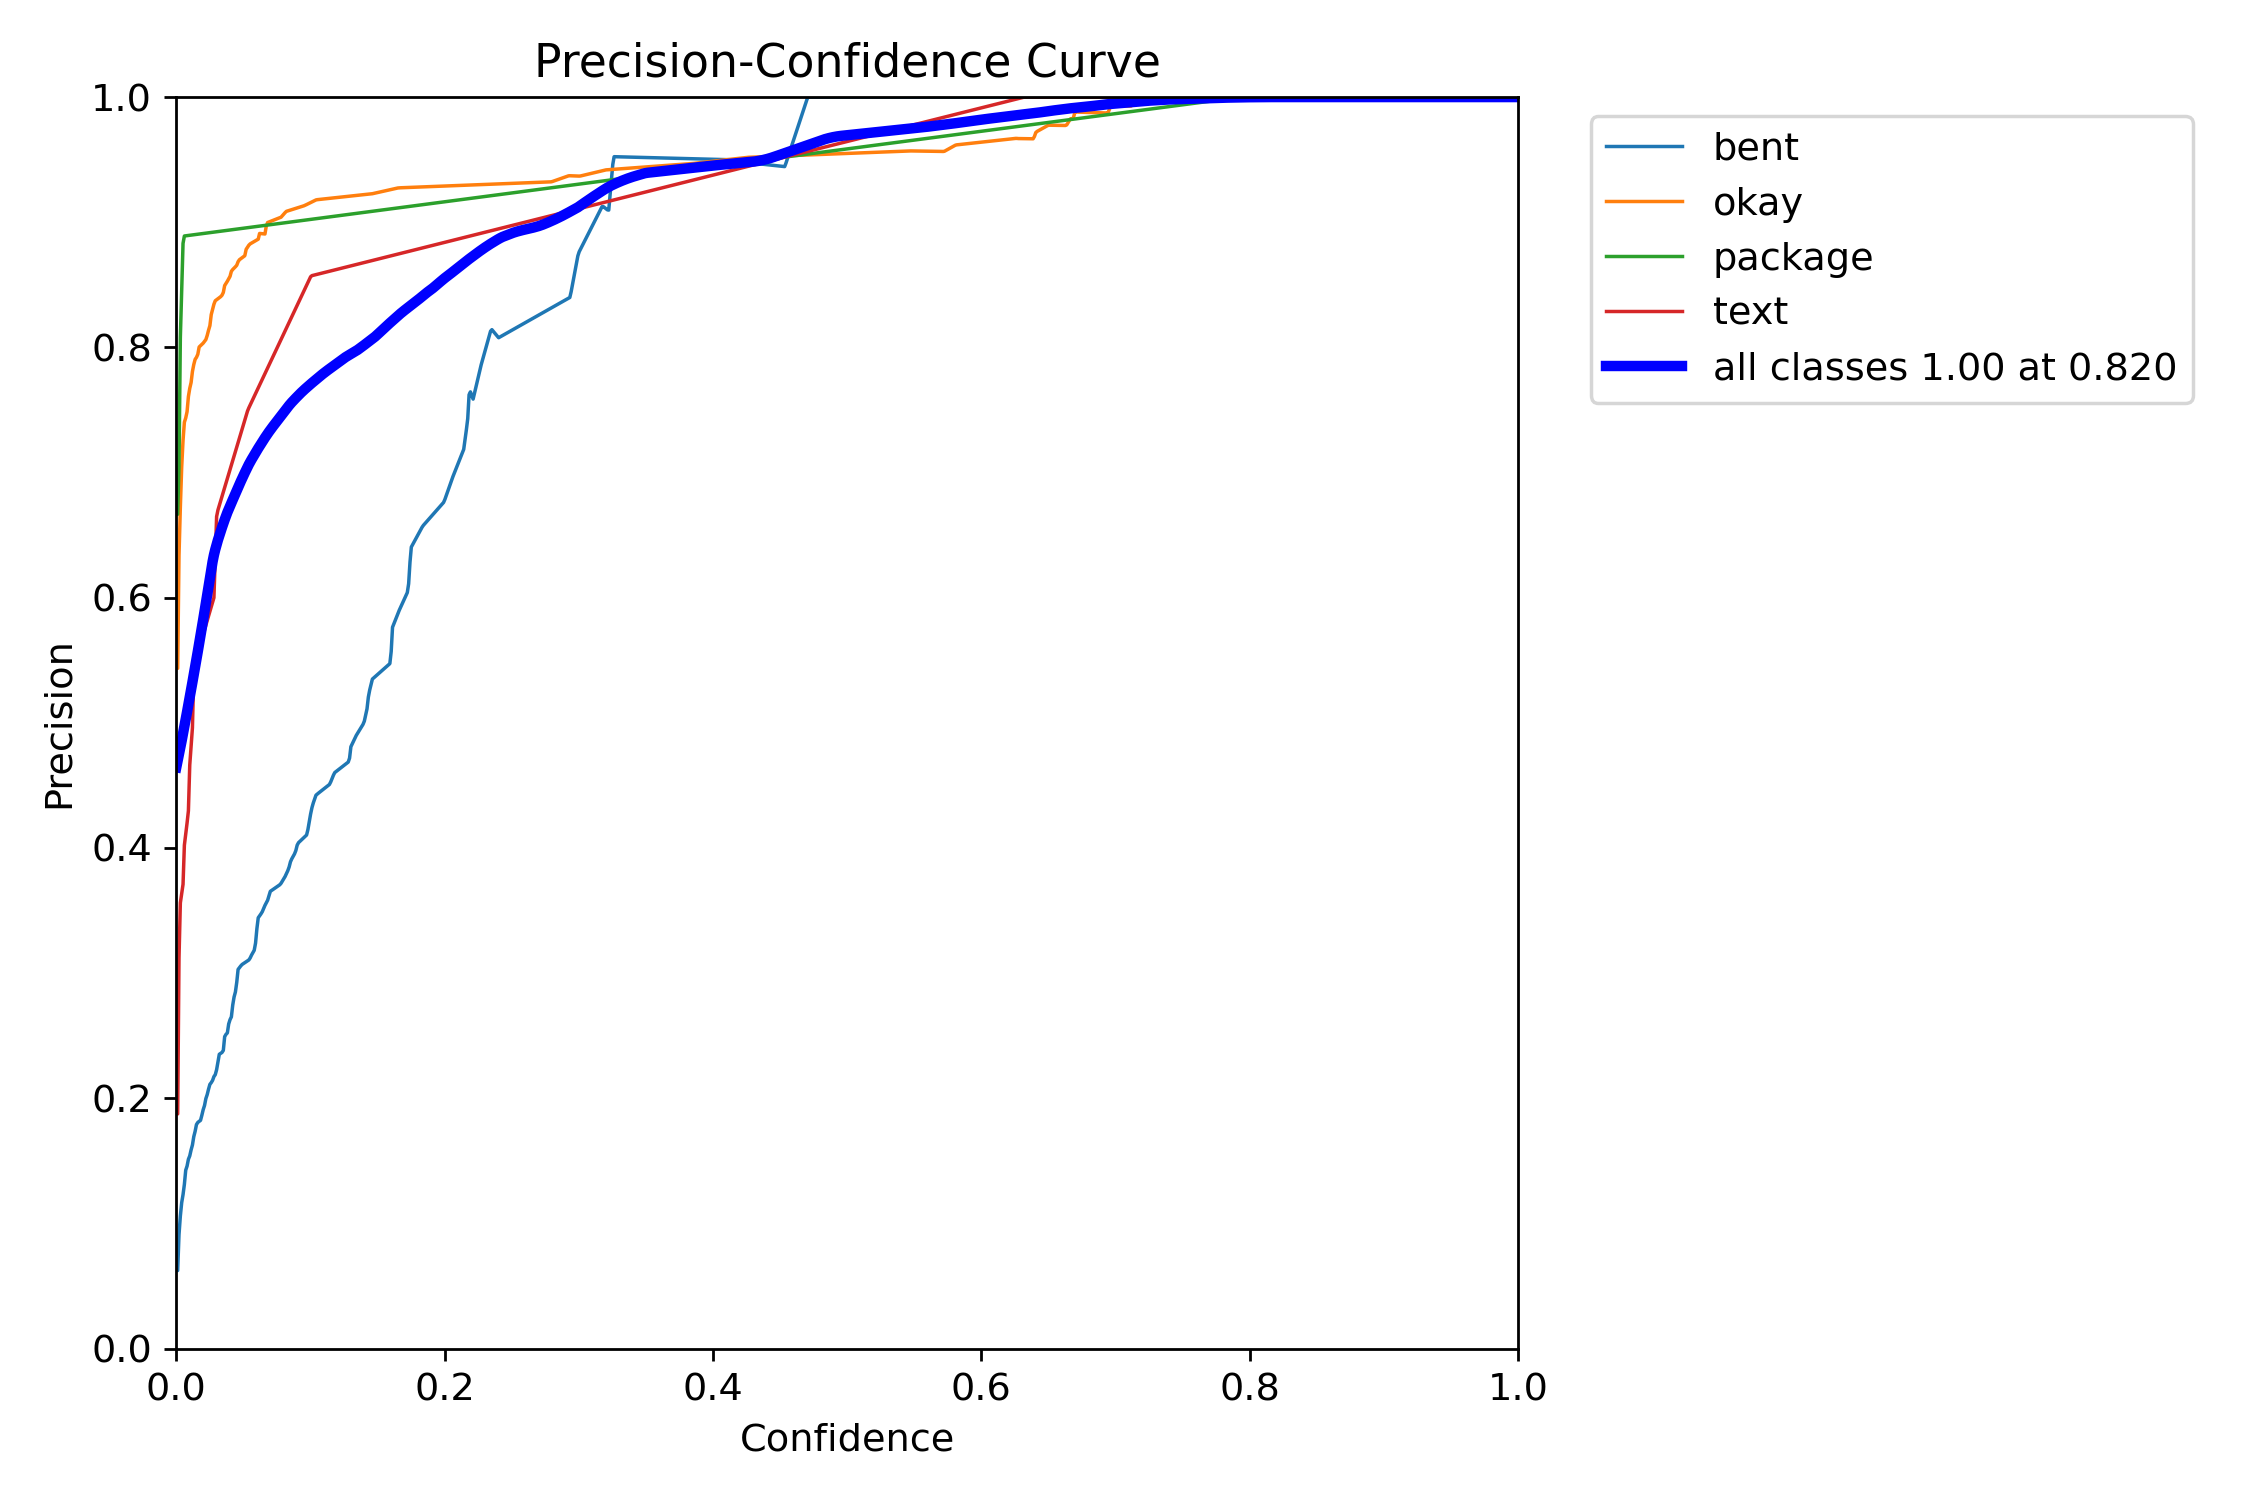 Precision-Confidence Curve
1.0
0.8
0.6
0.4
0.2
0.0
Precision
0.0 0.2 0.4 0.6 0.8 1.0
Confidence
bent
okay
package
text
all classes 1.00 at 0.820